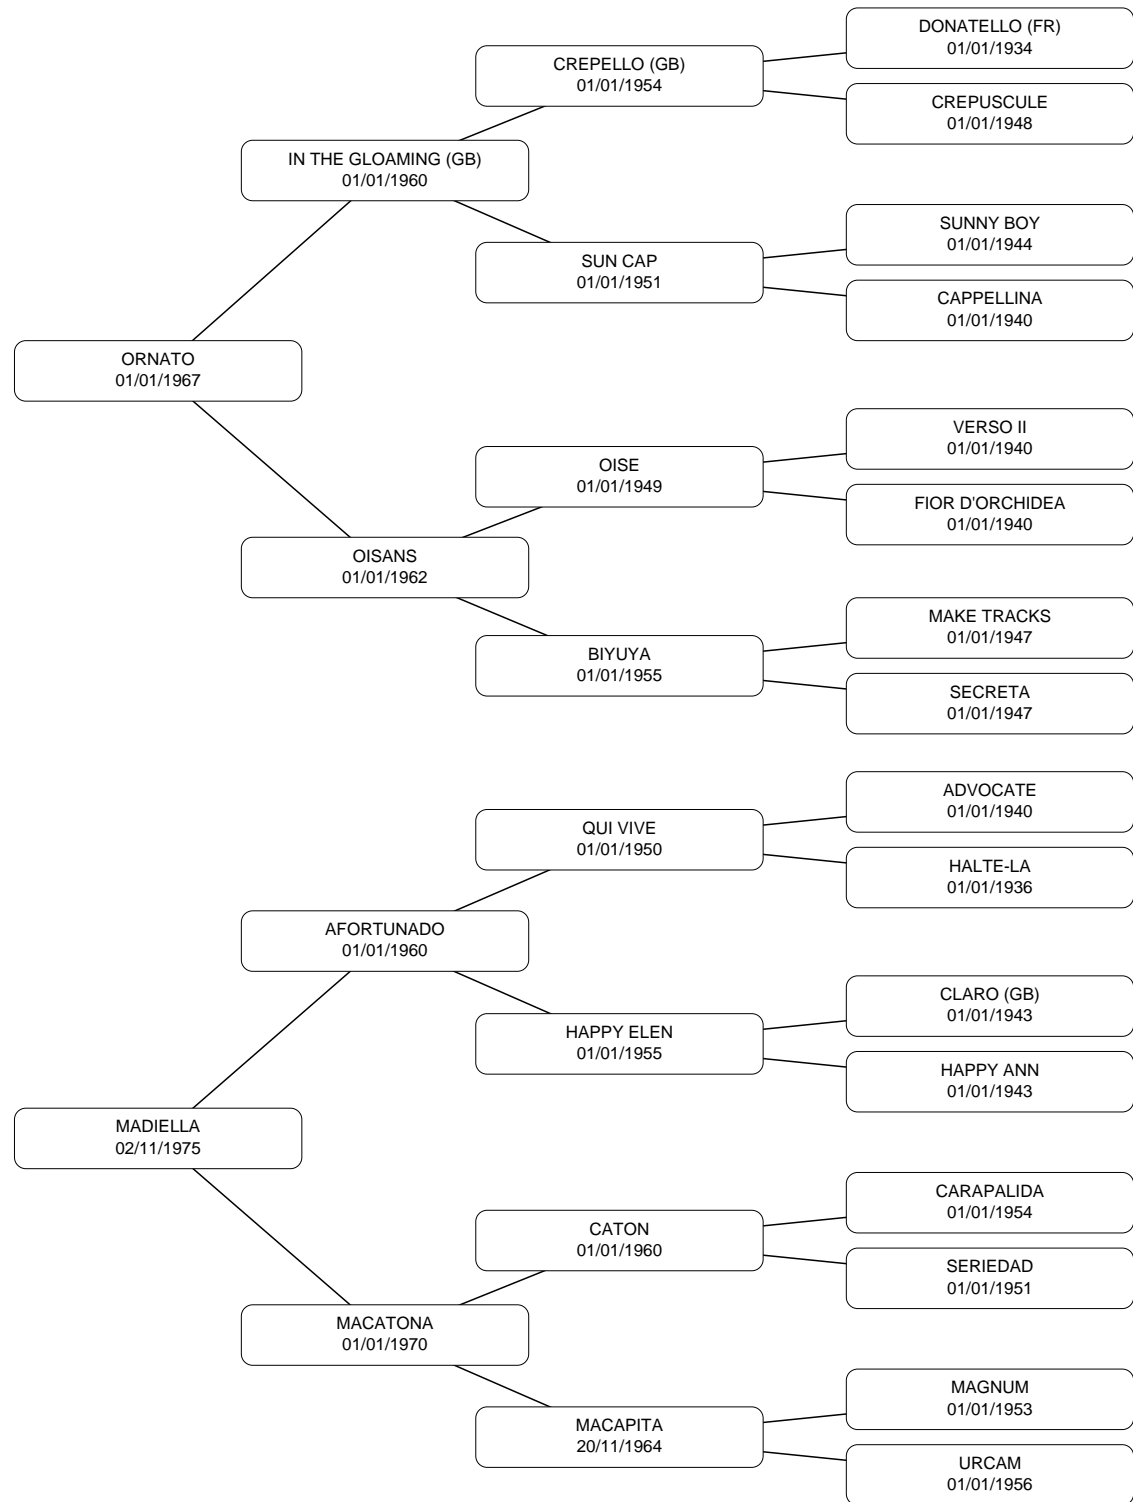 DONATELLO (FR)
01/01/1934
CREPELLO (GB)
01/01/1954
CREPUSCULE
01/01/1948
IN THE GLOAMING (GB)
01/01/1960
SUNNY BOY
01/01/1944
SUN CAP
01/01/1951
CAPPELLINA
01/01/1940
ORNATO
01/01/1967
VERSO II
01/01/1940
OISE
01/01/1949
FIOR D'ORCHIDEA
01/01/1940
OISANS
01/01/1962
MAKE TRACKS
01/01/1947
BIYUYA
01/01/1955
SECRETA
01/01/1947
ADVOCATE
01/01/1940
QUI VIVE
01/01/1950
HALTE-LA
01/01/1936
AFORTUNADO
01/01/1960
CLARO (GB)
01/01/1943
HAPPY ELEN
01/01/1955
HAPPY ANN
01/01/1943
MADIELLA
02/11/1975
CARAPALIDA
01/01/1954
CATON
01/01/1960
SERIEDAD
01/01/1951
MACATONA
01/01/1970
MAGNUM
01/01/1953
MACAPITA
20/11/1964
URCAM
01/01/1956